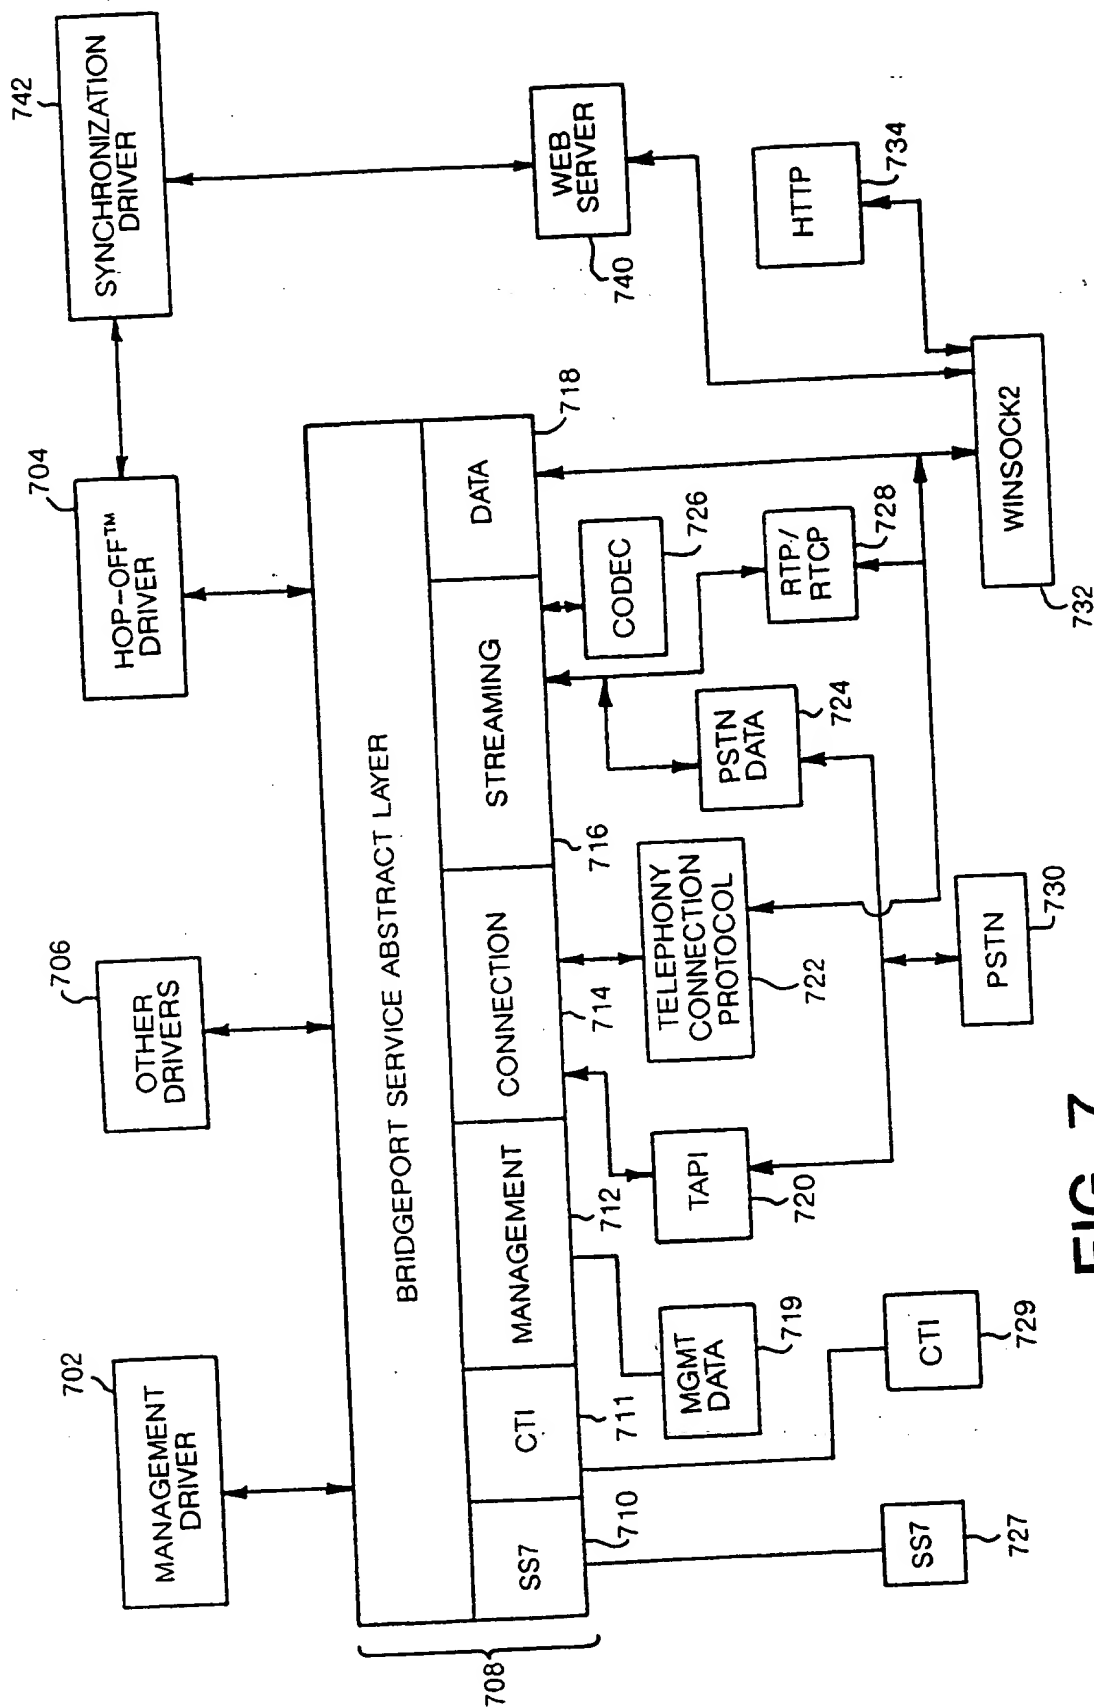 702
MANAGEMENT
DRIVER
706
OTHER
DRIVERS
704
HOP-OFF™
DRIVER
742
SYNCHRONIZATION
DRIVER
708
BRIDGEPORT SERVICE ABSTRACT LAYER
SS7
CTI
MANAGEMENT
CONNECTION
STREAMING
DATA
710
711
712
714
716
718
MGMT
DATA
719
TAPI
720
TELEPHONY
CONNECTION
PROTOCOL
722
PSTN
DATA
724
CODEC
726
RTP/
RTCP
728
WEB
SERVER
740
HTTP
734
SS7
727
CTI
729
PSTN
730
WINSOCK2
732
FIG. 7